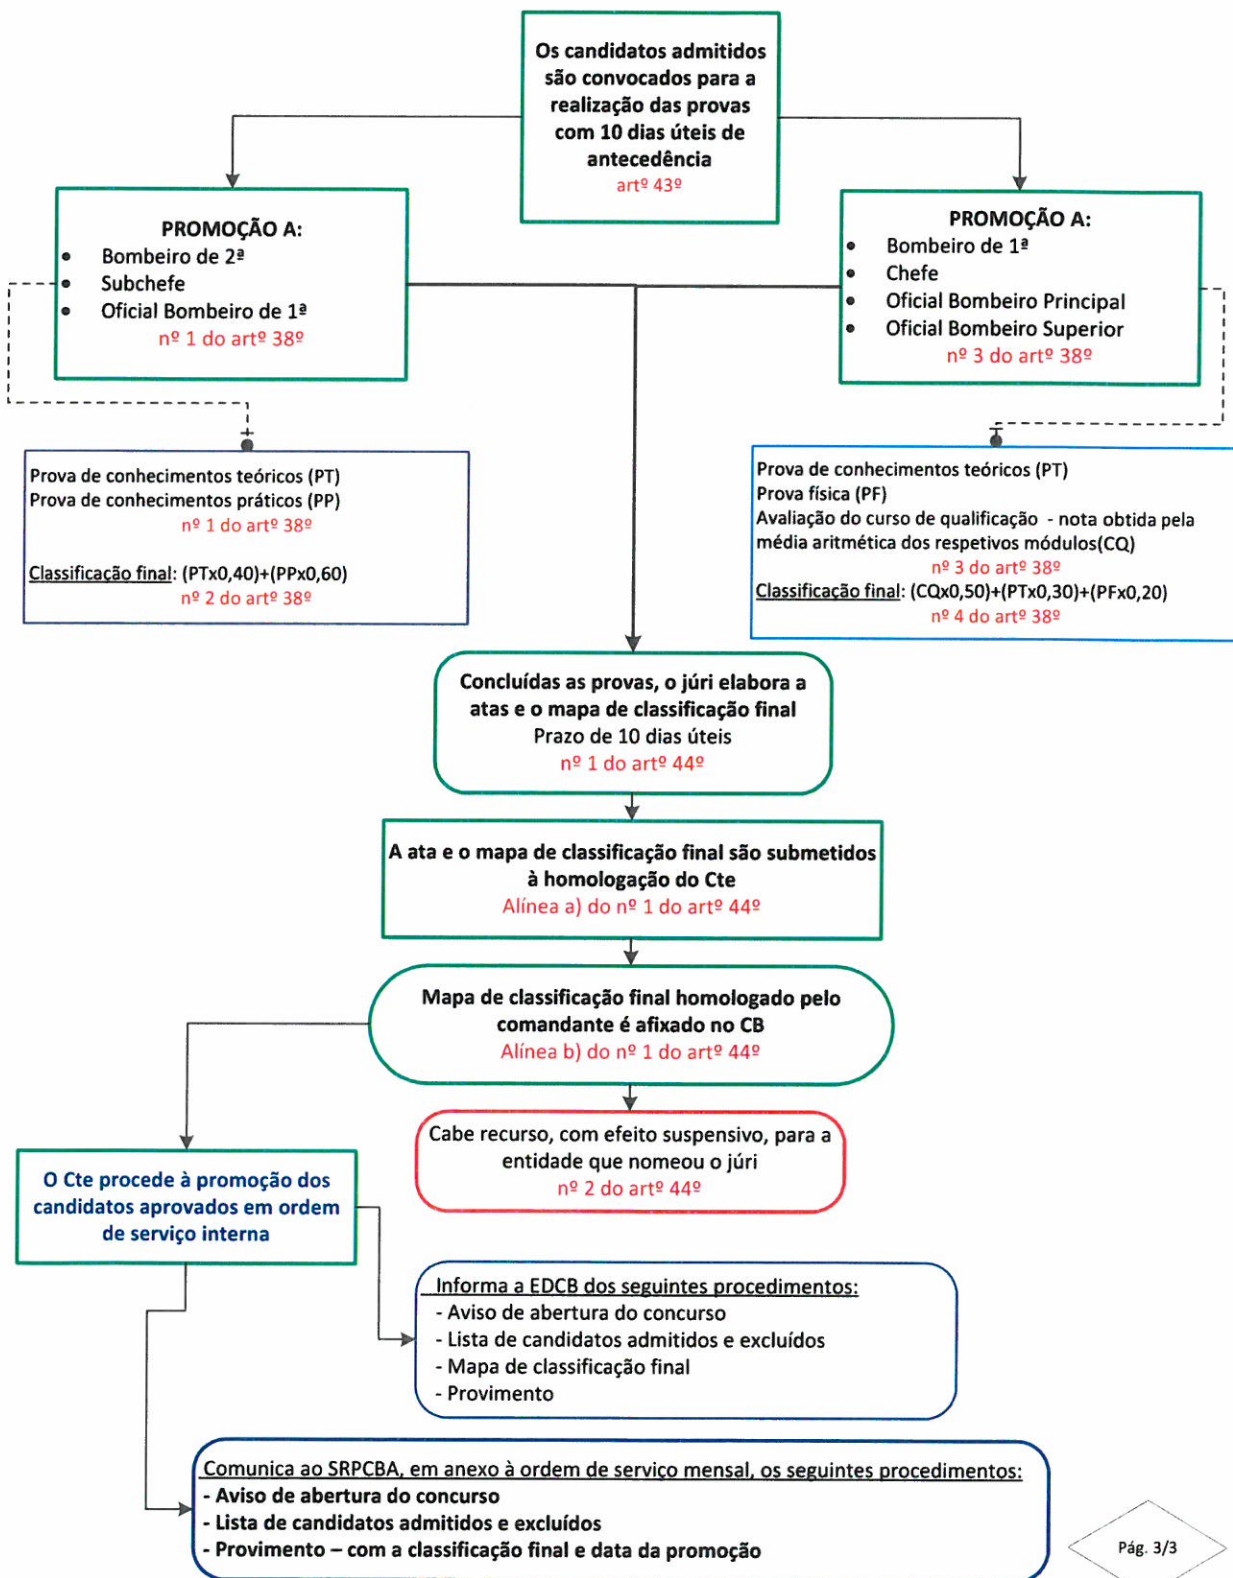 Os candidatos admitidos
são convocados para a
realização das provas
com 10 dias úteis de
antecedência
artº 43º
PROMOÇÃO A:
• Bombeiro de 2ª
• Subchefe
• Oficial Bombeiro de 1ª
nº 1 do artº 38º
PROMOÇÃO A:
• Bombeiro de 1ª
• Chefe
• Oficial Bombeiro Principal
• Oficial Bombeiro Superior
nº 3 do artº 38º
Prova de conhecimentos teóricos (PT)
Prova de conhecimentos práticos (PP)
nº 1 do artº 38º
Classificação final: (PTx0,40)+(PPx0,60)
nº 2 do artº 38º
Prova de conhecimentos teóricos (PT)
Prova física (PF)
Avaliação do curso de qualificação - nota obtida pela
média aritmética dos respetivos módulos(CQ)
nº 3 do artº 38º
Classificação final: (CQx0,50)+(PTx0,30)+(PFx0,20)
nº 4 do artº 38º
Concluídas as provas, o júri elabora a
atas e o mapa de classificação final
Prazo de 10 dias úteis
nº 1 do artº 44º
A ata e o mapa de classificação final são submetidos
à homologação do Cte
Alínea a) do nº 1 do artº 44º
Mapa de classificação final homologado pelo
comandante é afixado no CB
Alínea b) do nº 1 do artº 44º
Cabe recurso, com efeito suspensivo, para a
entidade que nomeou o júri
nº 2 do artº 44º
O Cte procede à promoção dos
candidatos aprovados em ordem
de serviço interna
Informa a EDCB dos seguintes procedimentos:
- Aviso de abertura do concurso
- Lista de candidatos admitidos e excluídos
- Mapa de classificação final
- Provimento
Comunica ao SRPCBA, em anexo à ordem de serviço mensal, os seguintes procedimentos:
- Aviso de abertura do concurso
- Lista de candidatos admitidos e excluídos
- Provimento – com a classificação final e data da promoção
Pág. 3/3